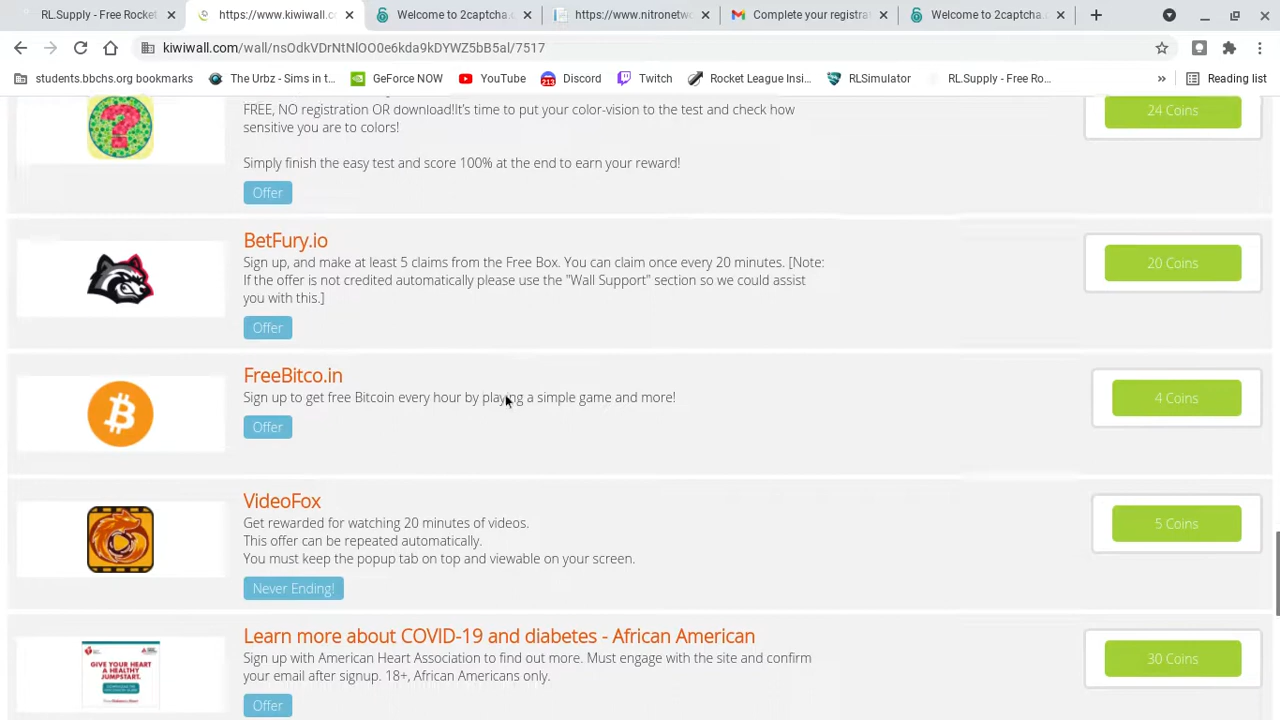 RL.Supply - Free Rocket
https://www.kiwiwall.c
Welcome to 2captcha.c
https://www.nitronetw
Complete your registra
Welcome to 2captcha.c
kiwiwall.com/wall/nsOdkVDrNtNlOO0e6kda9kDYWZ5bB5al/7517
students.bbchs.org bookmarks
The Urbz - Sims in t...
GeForce NOW
YouTube
213
Discord
Twitch
Rocket League Insi...
RLSimulator
RL.Supply - Free Ro...
»
Reading list
FREE, NO registration OR download!It's time to put your color-vision to the test and check how
sensitive you are to colors!
Simply finish the easy test and score 100% at the end to earn your reward!
Offer
24 Coins
BetFury.io
Sign up, and make at least 5 claims from the Free Box. You can claim once every 20 minutes. [Note:
If the offer is not credited automatically please use the "Wall Support" section so we could assist
you with this.]
Offer
20 Coins
FreeBitco.in
Sign up to get free Bitcoin every hour by playing a simple game and more!
Offer
4 Coins
VideoFox
Get rewarded for watching 20 minutes of videos.
This offer can be repeated automatically.
You must keep the popup tab on top and viewable on your screen.
Never Ending!
5 Coins
Learn more about COVID-19 and diabetes - African American
Sign up with American Heart Association to find out more. Must engage with the site and confirm
your email after signup. 18+, African Americans only.
Offer
30 Coins
GIVE YOUR HEART
A HEALTHY
JUMPSTART.